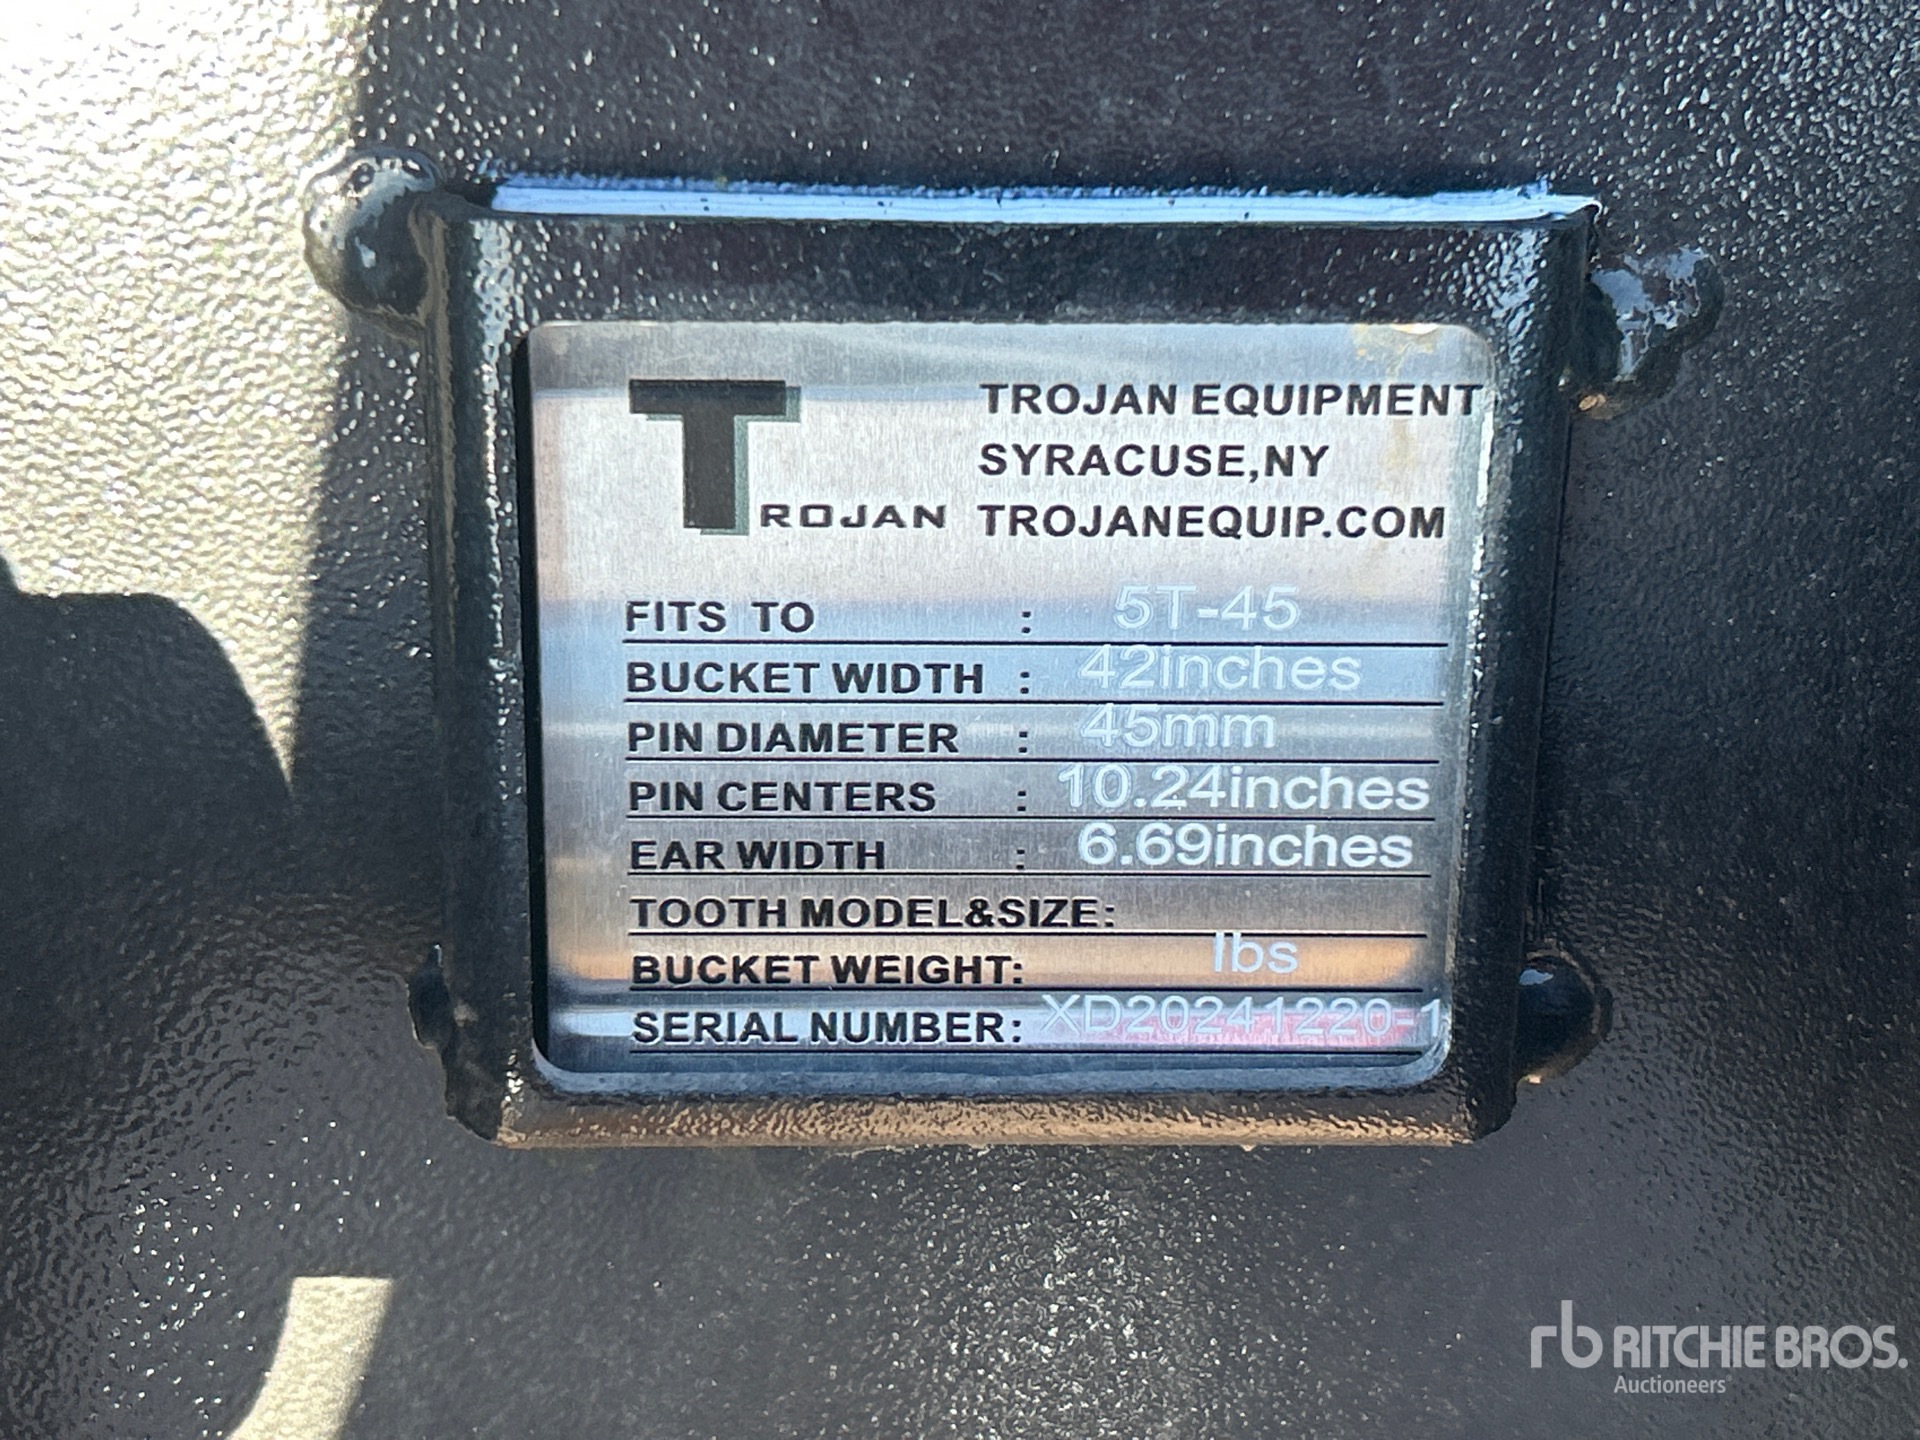 TROJAN
TROJAN EQUIPMENT
SYRACUSE,NY
TROJANEQUIP.COM
FITS TO : 5T-45
BUCKET WIDTH : 42inches
PIN DIAMETER : 45mm
PIN CENTERS : 10.24inches
EAR WIDTH : 6.69inches
TOOTH MODEL&SIZE:
BUCKET WEIGHT: lbs
SERIAL NUMBER: XD20241220-1
rb RITCHIE BROS.
Auctioneers